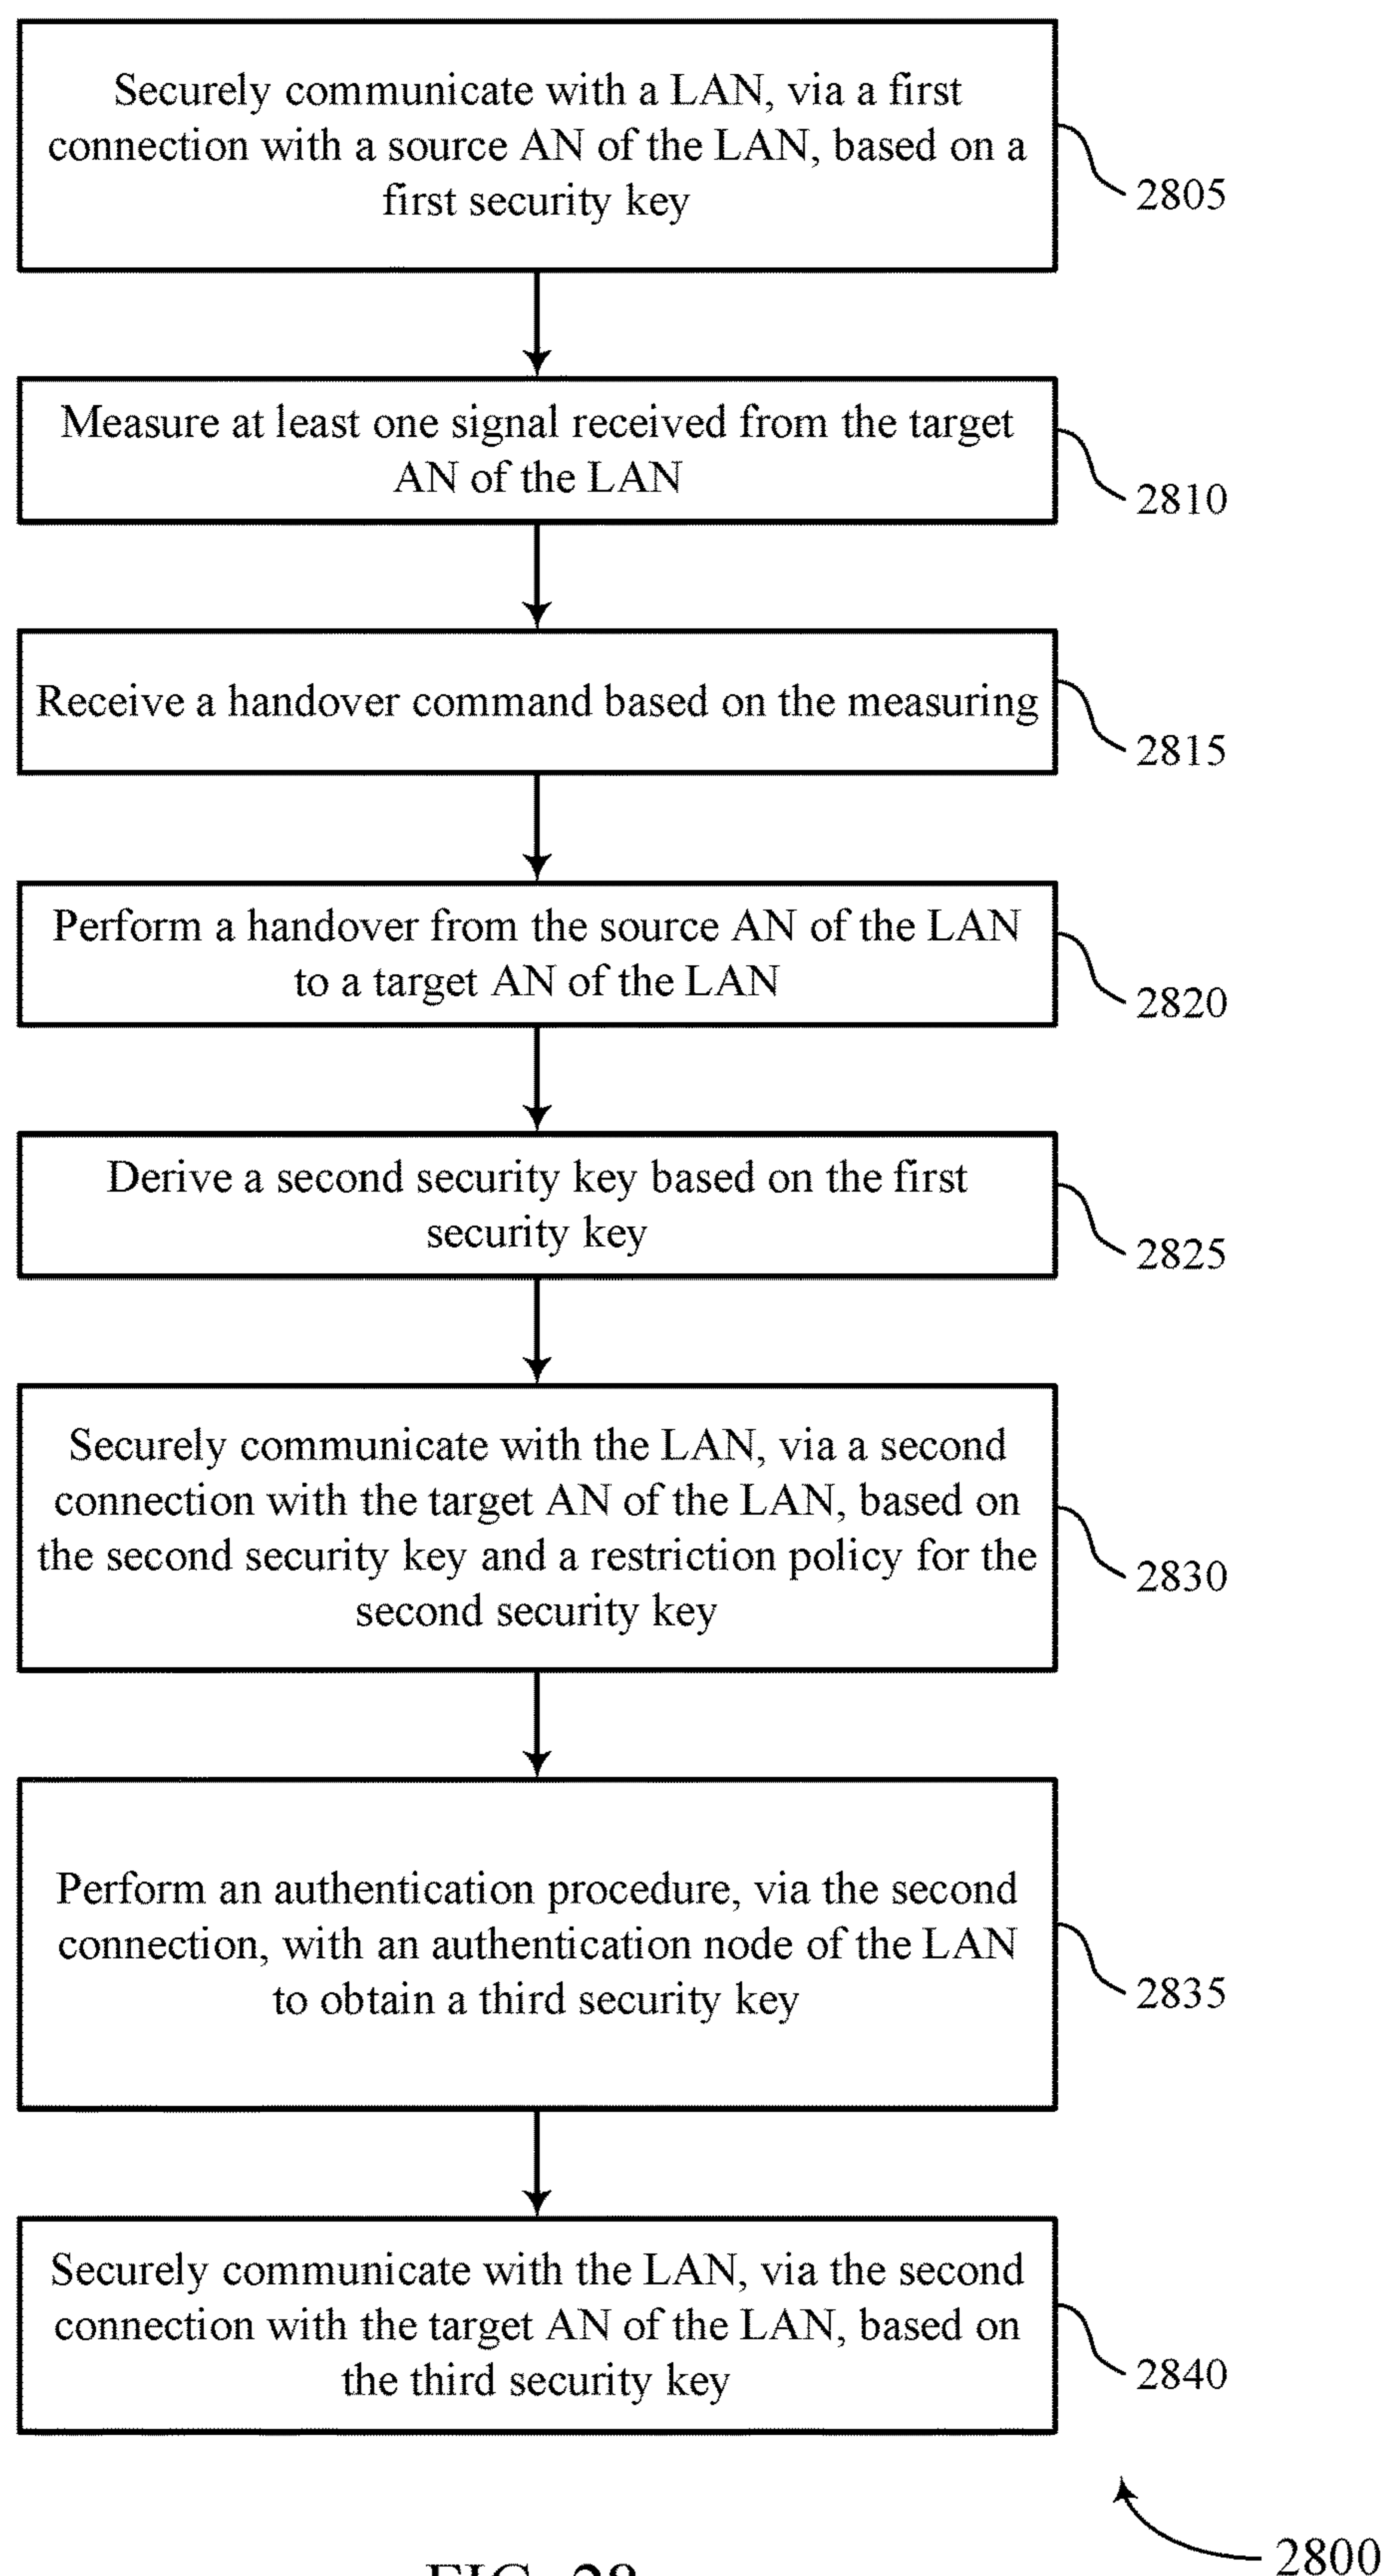 Securely communicate with a LAN, via a first
connection with a source AN of the LAN, based on a
first security key
2805
Measure at least one signal received from the target
AN of the LAN
2810
Receive a handover command based on the measuring
2815
Perform a handover from the source AN of the LAN
to a target AN of the LAN
2820
Derive a second security key based on the first
security key
2825
Securely communicate with the LAN, via a second
connection with the target AN of the LAN, based on
the second security key and a restriction policy for the
second security key
2830
Perform an authentication procedure, via the second
connection, with an authentication node of the LAN
to obtain a third security key
2835
Securely communicate with the LAN, via the second
connection with the target AN of the LAN, based on
the third security key
2840
2800
FIG. 28